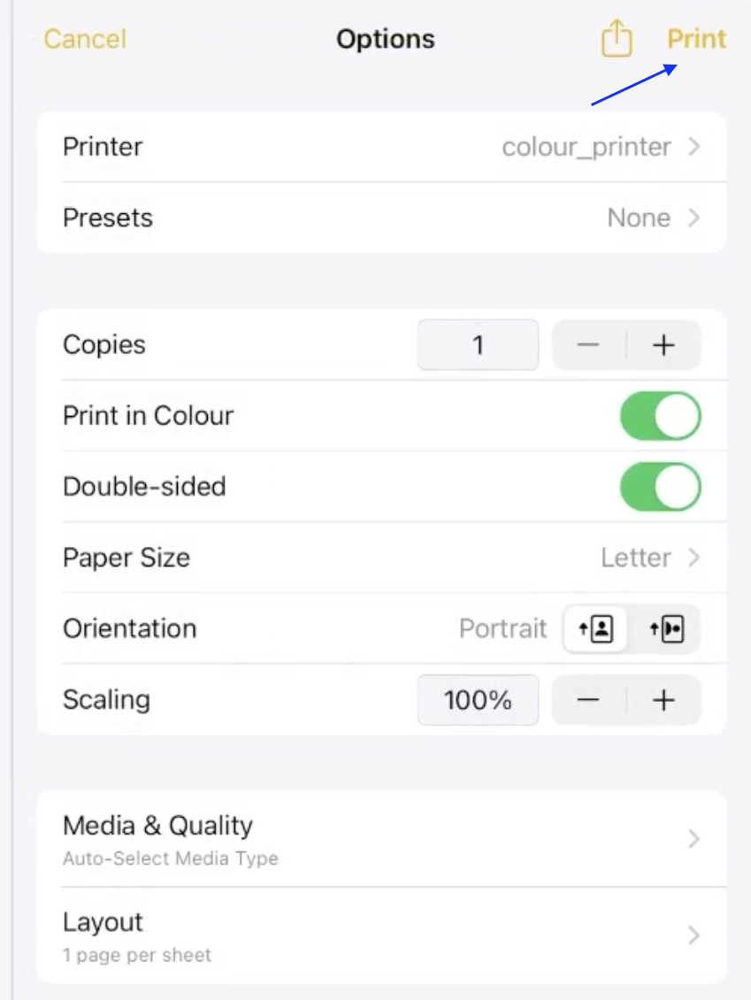 Cancel Options Print
Printer colour_printer
Presets None
Copies 1
Print in Colour
Double-sided
Paper Size Letter
Orientation Portrait
Scaling 100%
Media & Quality
Auto-Select Media Type
Layout
1 page per sheet